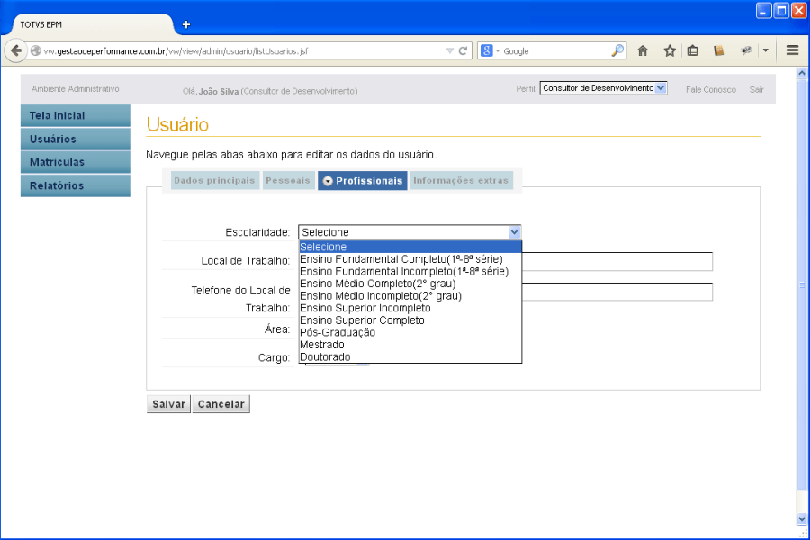 TOTVS EPM
vw.gestaodeperformance.com.br/vw/view/admin/usuario/listUsuarios.jsf
Google
Ambiente Administrativo
Olá, João Silva (Consultor de Desenvolvimento)
Perfil: Consultor de Desenvolvimento
Fale Conosco
Sair
Tela Inicial
Usuários
Matrículas
Relatórios
Usuário
Navegue pelas abas abaixo para editar os dados do usuário.
Dados principais
Pessoais
Profissionais
Informações extras
Escolaridade: Selecione
Selecione
Ensino Fundamental Completo(1ª-8ª série)
Ensino Fundamental Incompleto(1ª-8ª série)
Ensino Médio Completo(2° grau)
Ensino Médio Incompleto(2° grau)
Ensino Superior Incompleto
Ensino Superior Completo
Pós-Graduação
Mestrado
Doutorado
Local de Trabalho:
Telefone do Local de
Trabalho:
Área:
Cargo:
Salvar
Cancelar